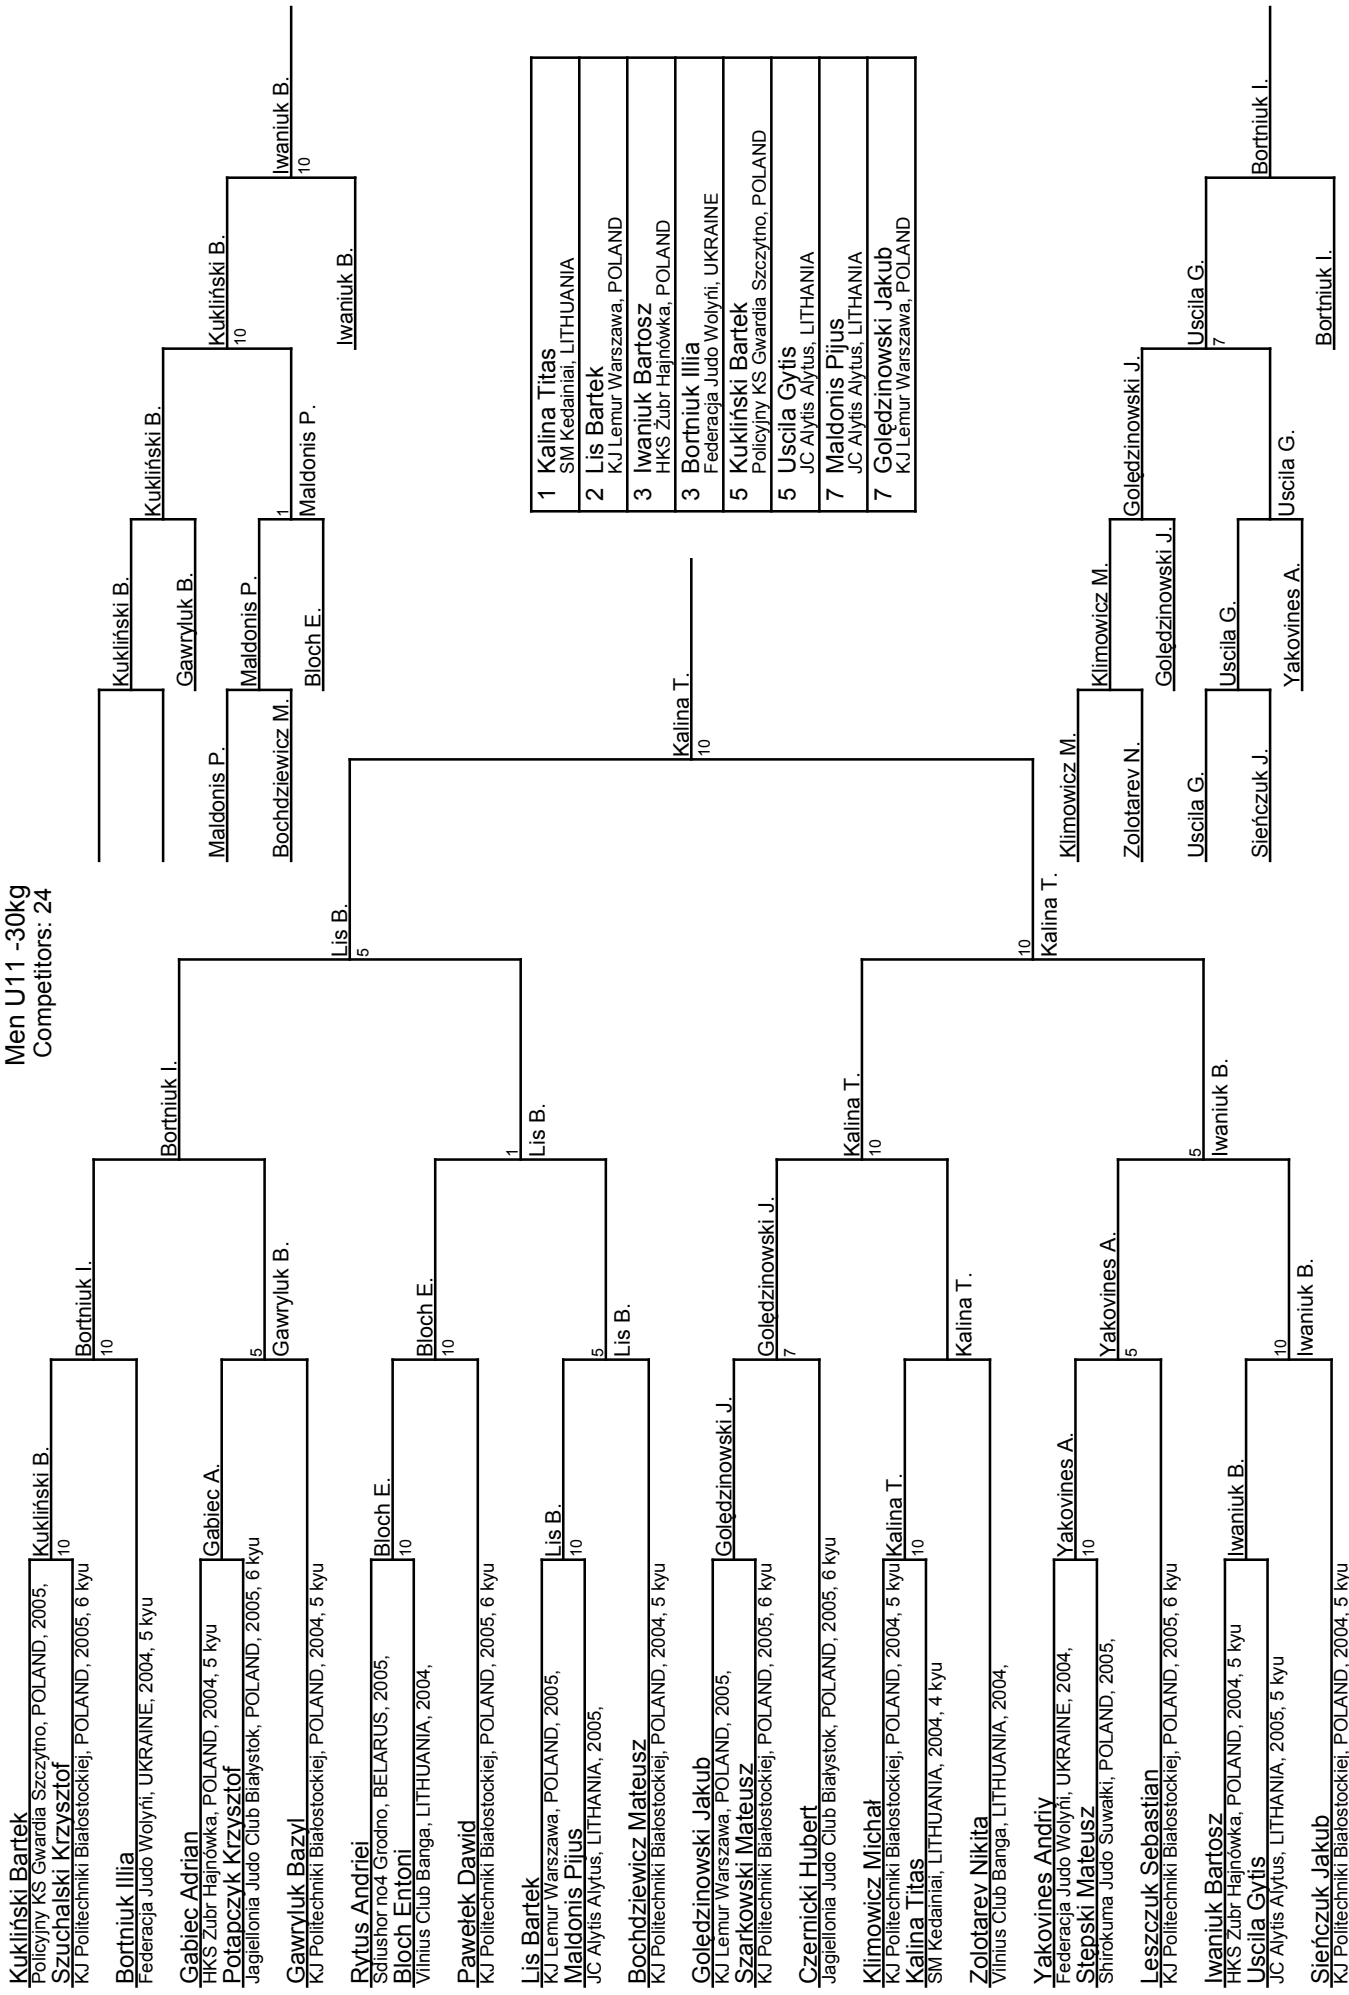 Men U11 -30kg
Competitors: 24
Kukliński Bartek
Policyjny KS Gwardia Szczytno, POLAND, 2005,
Szuchalski Krzysztof
KJ Politechniki Białostockiej, POLAND, 2005, 6 kyu
Bortniuk Illia
Federacja Judo Wolyńi, UKRAINE, 2004, 5 kyu
Gabiec Adrian
HKS Żubr Hajnówka, POLAND, 2004, 5 kyu
Potapczyk Krzysztof
Jagiellonia Judo Club Białystok, POLAND, 2005, 6 kyu
Gawryluk Bazyl
KJ Politechniki Białostockiej, POLAND, 2004, 5 kyu
Rytus Andriei
Sdiushor no4 Grodno, BELARUS, 2005,
Bloch Entoni
Vilnius Club Banga, LITHUANIA, 2004,
Pawełek Dawid
KJ Politechniki Białostockiej, POLAND, 2005, 6 kyu
Lis Bartek
KJ Lemur Warszawa, POLAND, 2005,
Maldonis Pijus
JC Alytis Alytus, LITHANIA, 2005,
Bochdziewicz Mateusz
KJ Politechniki Białostockiej, POLAND, 2004, 5 kyu
Golędzinowski Jakub
KJ Lemur Warszawa, POLAND, 2005,
Szarkowski Mateusz
KJ Politechniki Białostockiej, POLAND, 2005, 6 kyu
Czernicki Hubert
Jagiellonia Judo Club Białystok, POLAND, 2005, 6 kyu
Klimowicz Michał
KJ Politechniki Białostockiej, POLAND, 2004, 5 kyu
Kalina Titas
SM Kedainiai, LITHUANIA, 2004, 4 kyu
Zolotarev Nikita
Vilnius Club Banga, LITHUANIA, 2004,
Yakovines Andriy
Federacja Judo Wolyńi, UKRAINE, 2004,
Stępski Mateusz
Shirokuma Judo Suwałki, POLAND, 2005,
Leszczuk Sebastian
KJ Politechniki Białostockiej, POLAND, 2005, 6 kyu
Iwaniuk Bartosz
HKS Żubr Hajnówka, POLAND, 2004, 5 kyu
Uscila Gytis
JC Alytis Alytus, LITHANIA, 2005, 5 kyu
Sieńczuk Jakub
KJ Politechniki Białostockiej, POLAND, 2004, 5 kyu
Kukliński B.
10
Gabiec A.
Bloch E.
10
Lis B.
10
Golędzinowski J.
Kalina T.
10
Yakovines A.
10
Iwaniuk B.
Bortniuk I.
10
5
Gawryluk B.
Bloch E.
10
5
Lis B.
Golędzinowski J.
7
Kalina T.
Yakovines A.
5
10
Iwaniuk B.
Bortniuk I.
1
Lis B.
Kalina T.
10
5
Iwaniuk B.
Lis B.
5
10
Kalina T.
Kalina T.
10
Maldonis P.
Bochdziewicz M.
Kukliński B.
Gawryluk B.
Maldonis P.
Bloch E.
Kukliński B.
1
Maldonis P.
Kukliński B.
10
Iwaniuk B.
Iwaniuk B.
10
1 Kalina Titas
SM Kedainiai, LITHUANIA
2 Lis Bartek
KJ Lemur Warszawa, POLAND
3 Iwaniuk Bartosz
HKS Żubr Hajnówka, POLAND
3 Bortniuk Illia
Federacja Judo Wolyńi, UKRAINE
5 Kukliński Bartek
Policyjny KS Gwardia Szczytno, POLAND
5 Uscila Gytis
JC Alytis Alytus, LITHANIA
7 Maldonis Pijus
JC Alytis Alytus, LITHANIA
7 Golędzinowski Jakub
KJ Lemur Warszawa, POLAND
Klimowicz M.
Zolotarev N.
Uscila G.
Sieńczuk J.
Klimowicz M.
Golędzinowski J.
Uscila G.
Yakovines A.
Golędzinowski J.
Uscila G.
Uscila G.
7
Bortniuk I.
Bortniuk I.